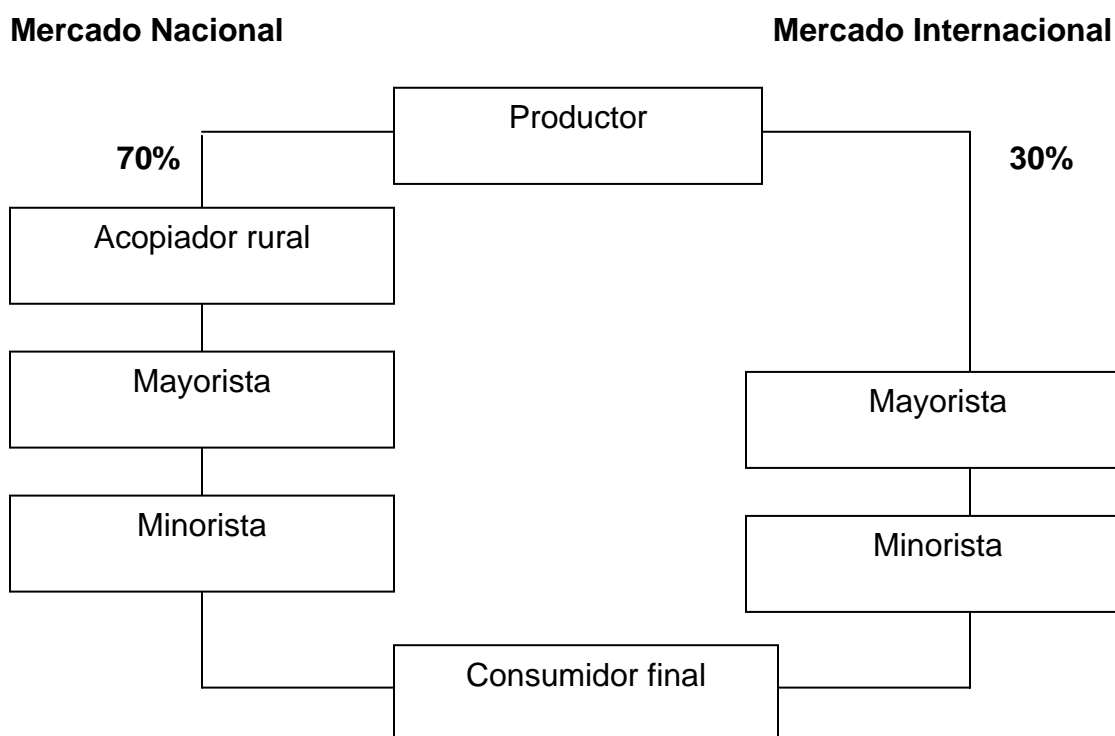 Mercado Nacional
Mercado Internacional
Productor
70%
30%
Acopiador rural
Mayorista
Mayorista
Minorista
Minorista
Consumidor final